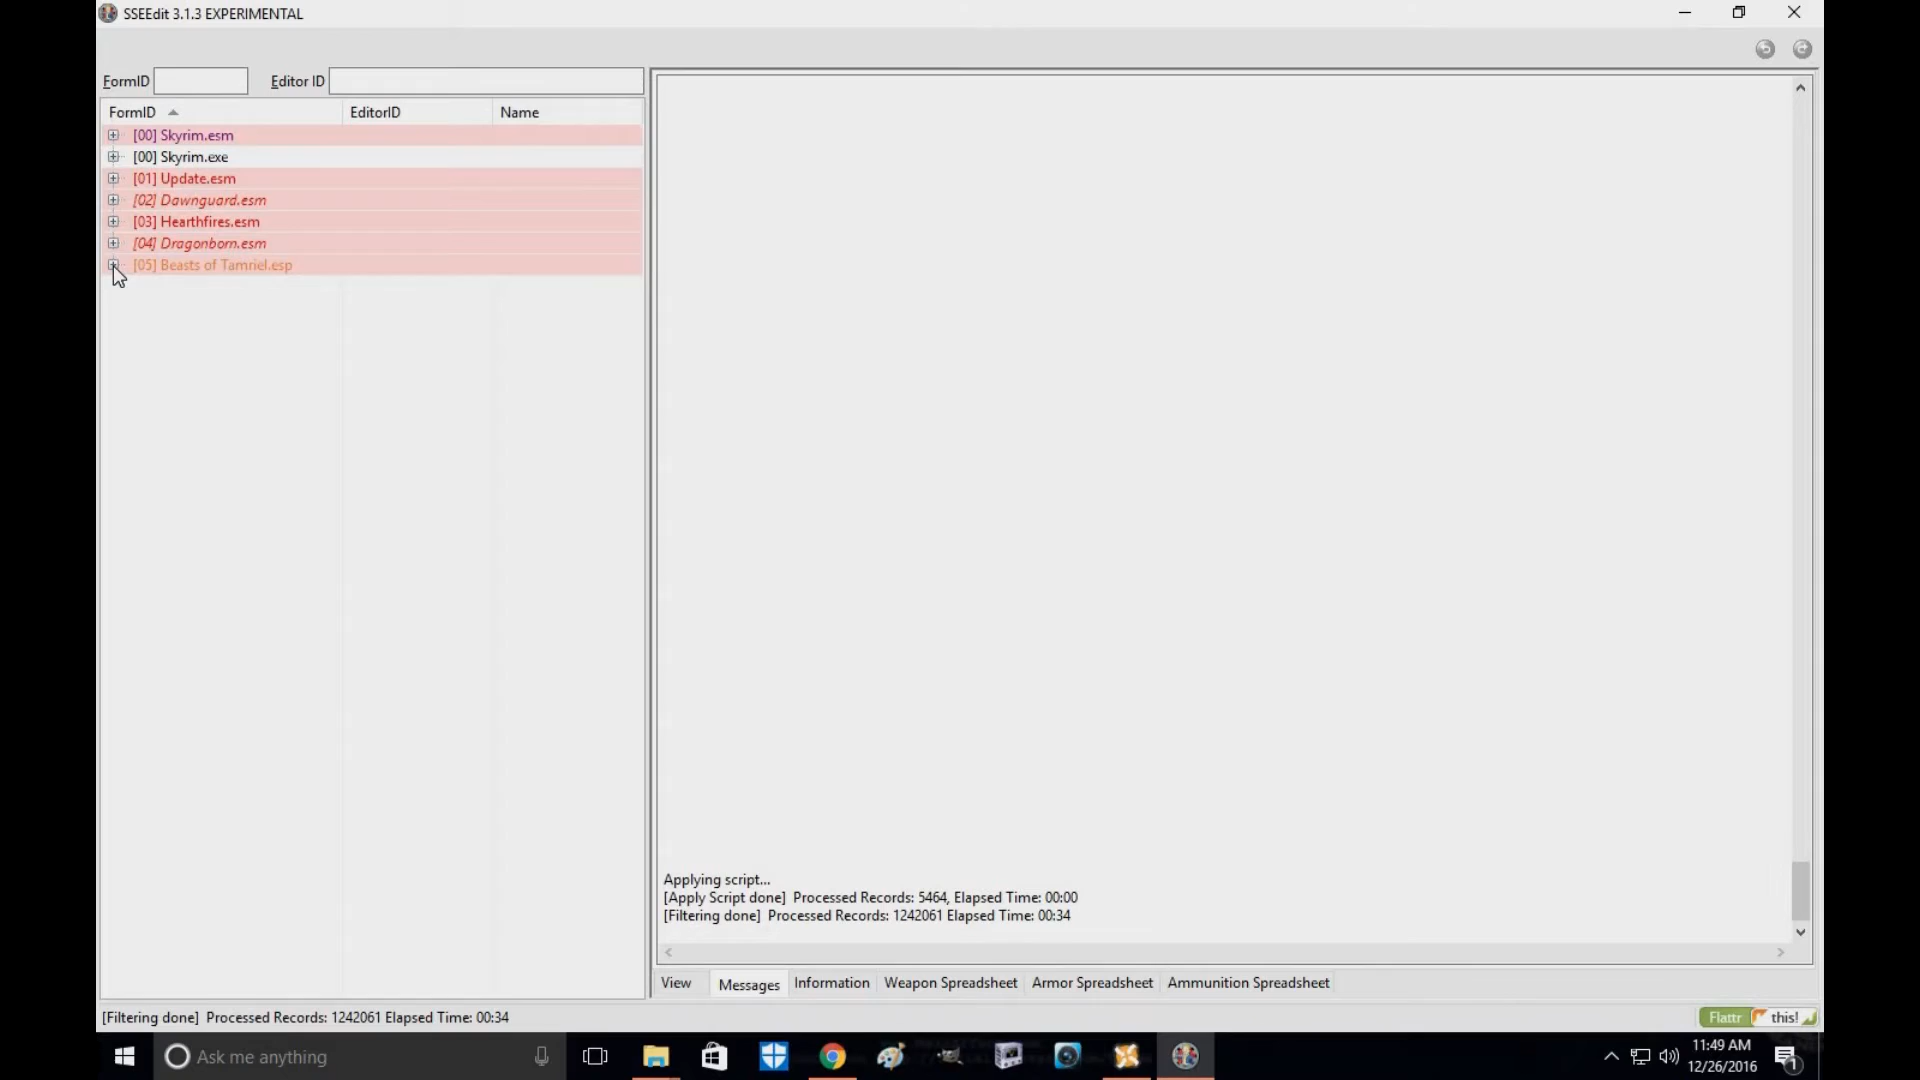 SSEEdit 3.1.3 EXPERIMENTAL
FormID
Editor ID
FormID EditorID Name
[00] Skyrim.esm
[00] Skyrim.exe
[01] Update.esm
[02] Dawnguard.esm
[03] Hearthfires.esm
[04] Dragonborn.esm
[05] Beasts of Tamriel.esp
Applying script...
[Apply Script done] Processed Records: 5464, Elapsed Time: 00:00
[Filtering done] Processed Records: 1242061 Elapsed Time: 00:34
View Messages Information Weapon Spreadsheet Armor Spreadsheet Ammunition Spreadsheet
[Filtering done] Processed Records: 1242061 Elapsed Time: 00:34
Flattr this!
Ask me anything
11:49 AM
12/26/2016
1